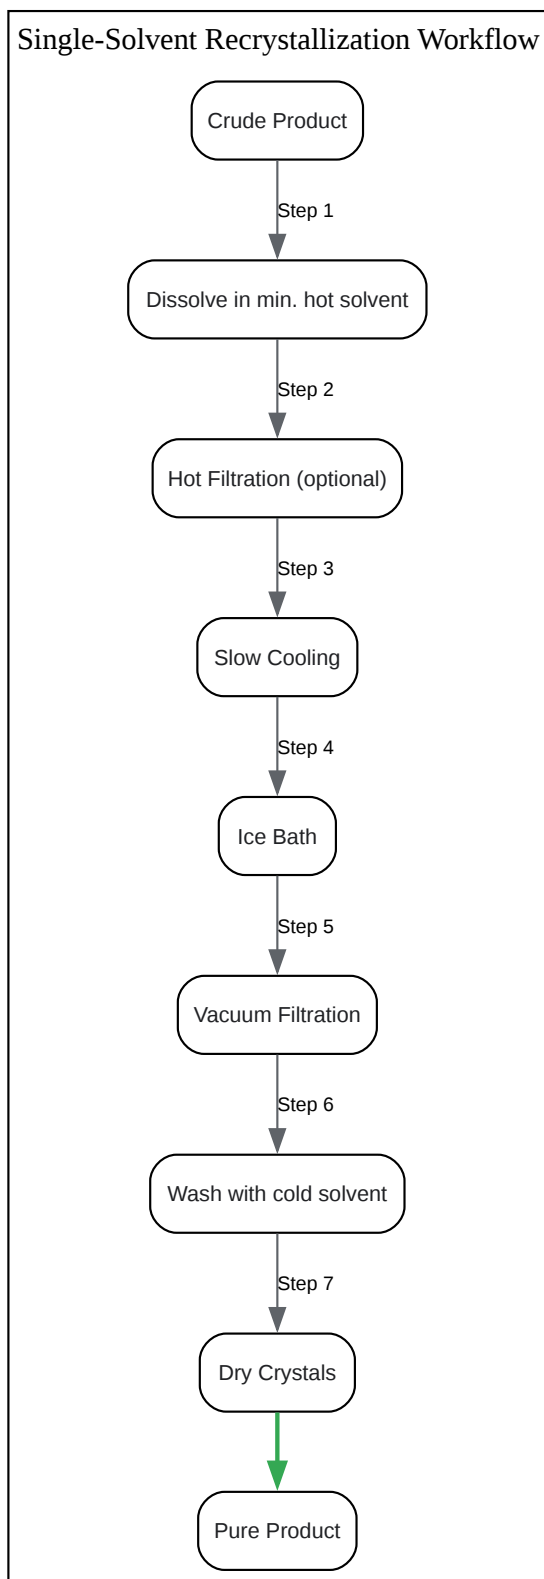 Single-Solvent Recrystallization Workflow
Crude Product
Step 1
Dissolve in min. hot solvent
Step 2
Hot Filtration (optional)
Step 3
Slow Cooling
Step 4
Ice Bath
Step 5
Vacuum Filtration
Step 6
Wash with cold solvent
Step 7
Dry Crystals
Pure Product